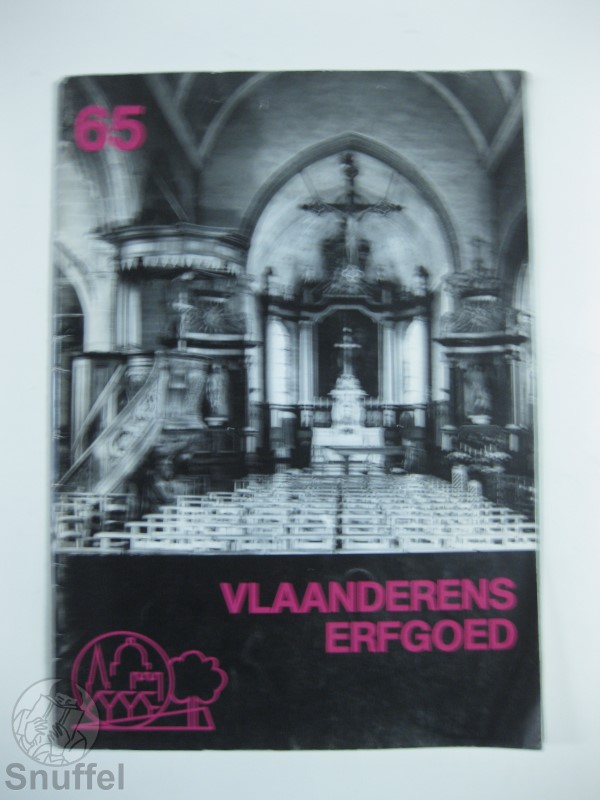 65
VLAANDERENS
ERFGOED
Snuffel